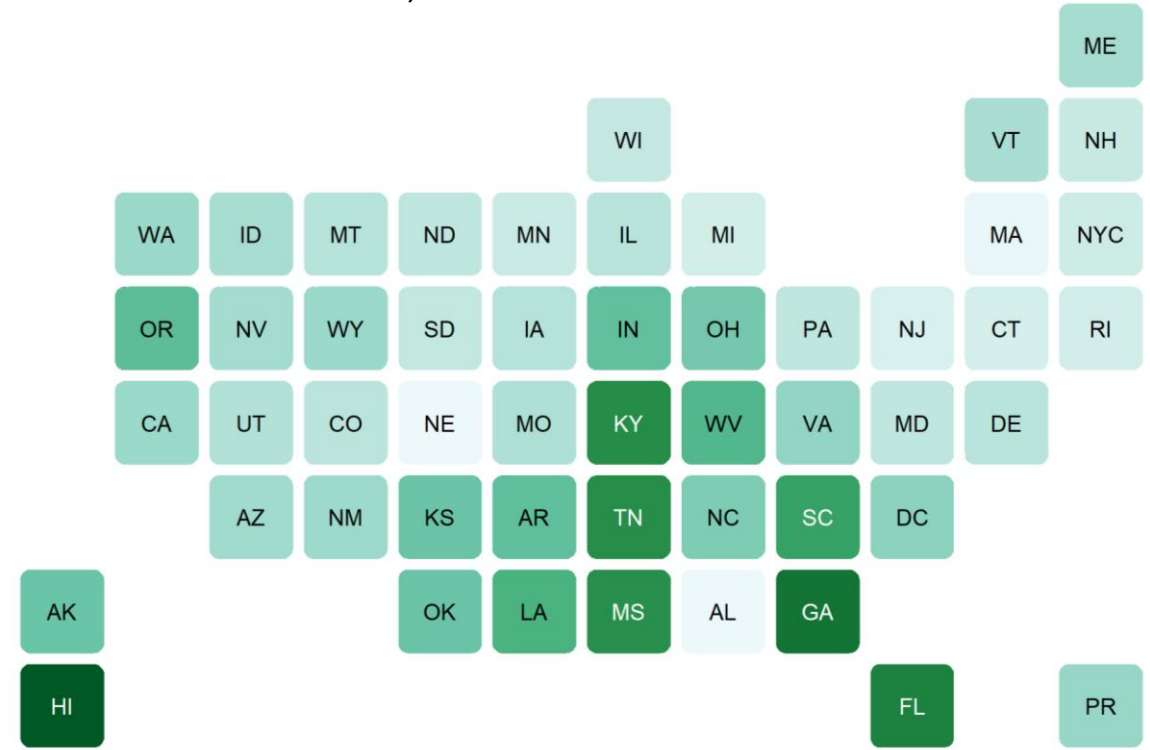 ME
WI VT NH
WA ID MT ND MN IL MI MA NYC
OR NV WY SD IA IN OH PA NJ CT RI
CA UT CO NE MO KY WV VA MD DE
AZ NM KS AR TN NC SC DC
AK OK LA MS AL GA
HI FL PR